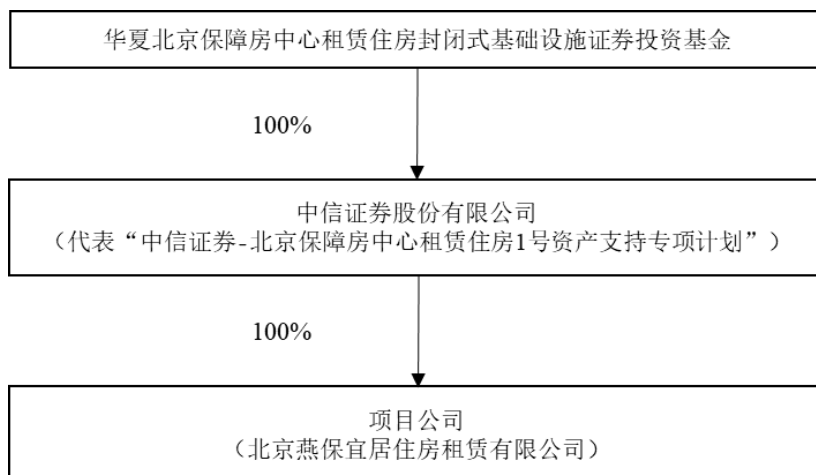 华夏北京保障房中心租赁住房封闭式基础设施证券投资基金
100%
中信证券股份有限公司
（代表“中信证券-北京保障房中心租赁住房1号资产支持专项计划”）
100%
项目公司
（北京燕保宜居住房租赁有限公司）